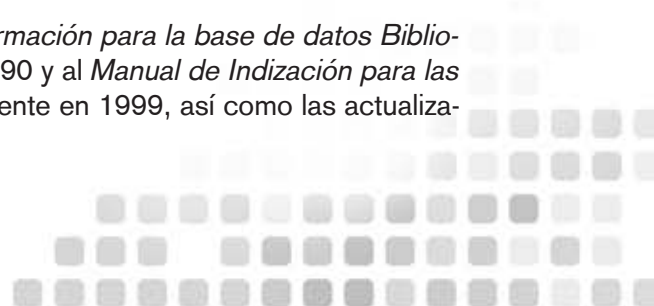 rmación para la base de datos Biblio-
90 y al Manual de Indización para las
ente en 1999, así como las actualiza-